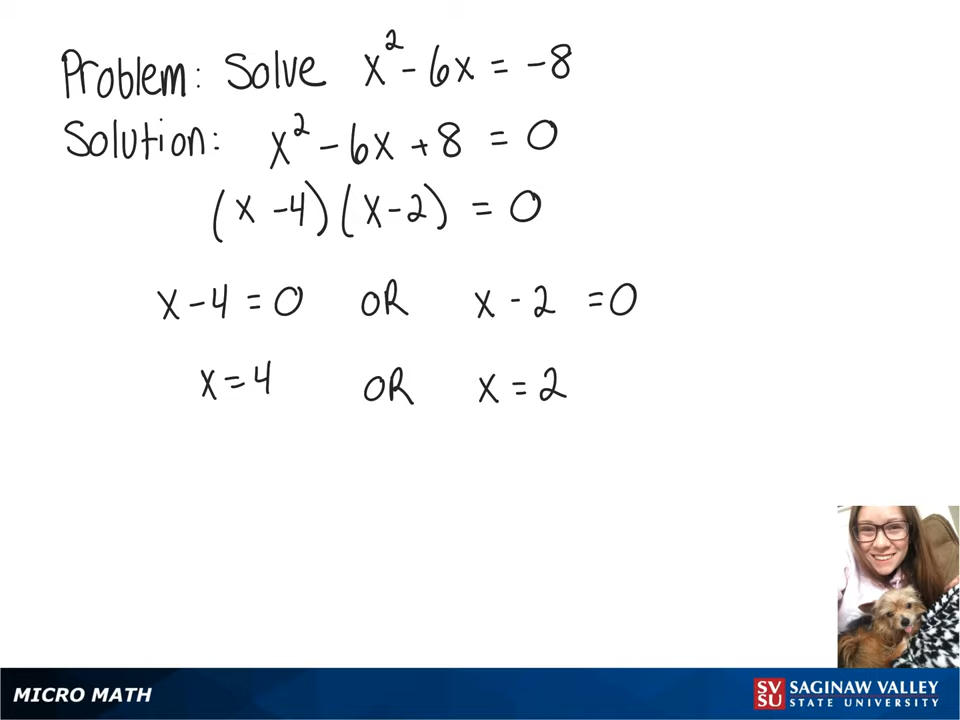 Problem: Solve x² - 6x = -8
Solution: x² - 6x + 8 = 0
(x - 4)(x - 2) = 0
x - 4 = 0 OR x - 2 = 0
x = 4 OR x = 2
MICRO MATH
SVSU SAGINAW VALLEY
STATE UNIVERSITY